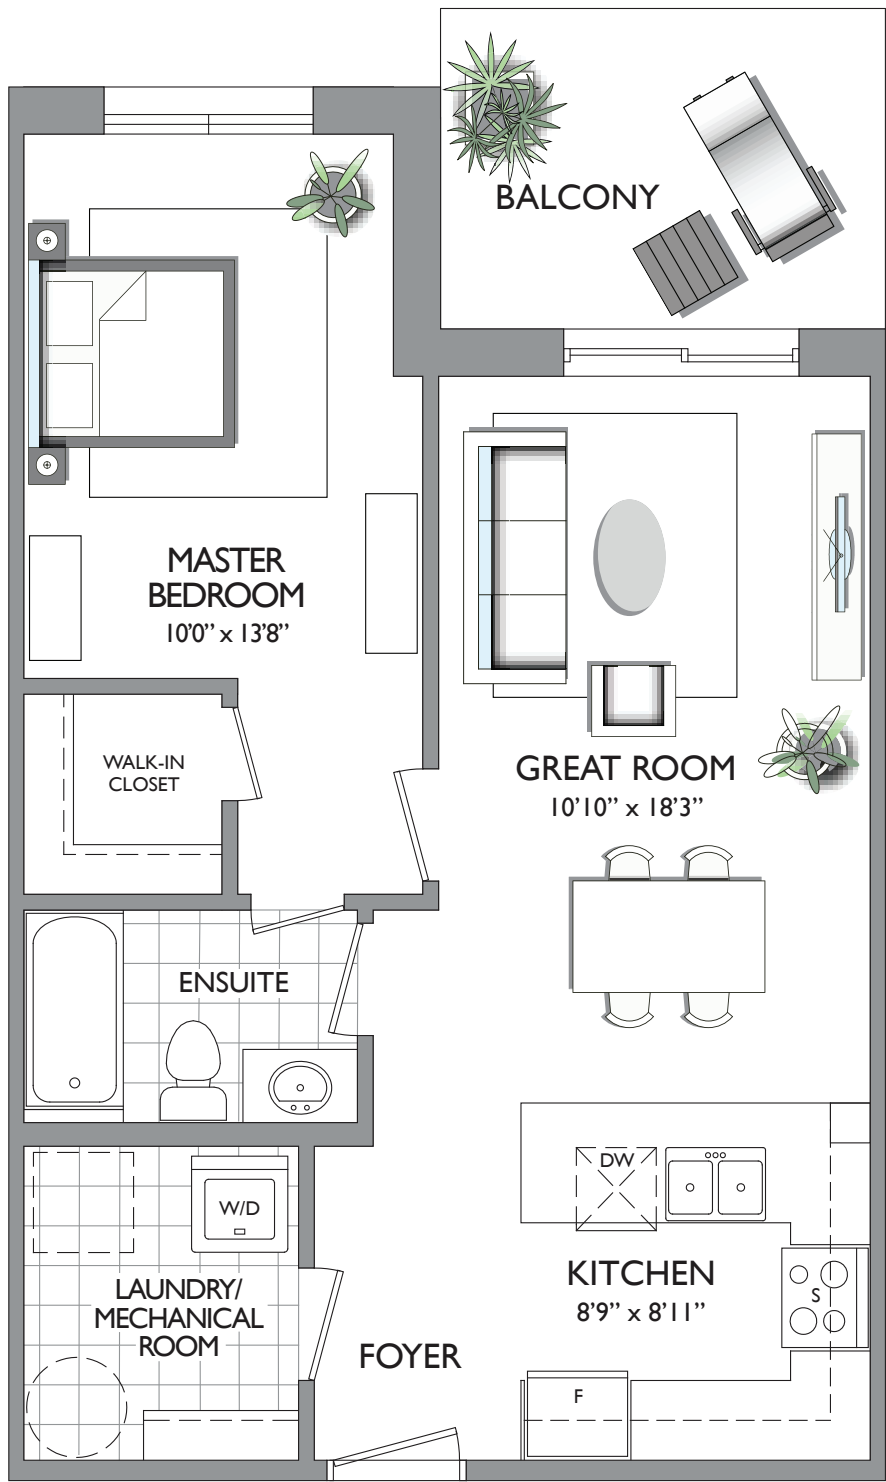 BALCONY
MASTER
BEDROOM
10'0" x 13'8"
WALK-IN
CLOSET
GREAT ROOM
10'10" x 18'3"
ENSUITE
DW
W/D
KITCHEN
8'9" x 8'11"
S
LAUNDRY/
MECHANICAL
ROOM
FOYER
F